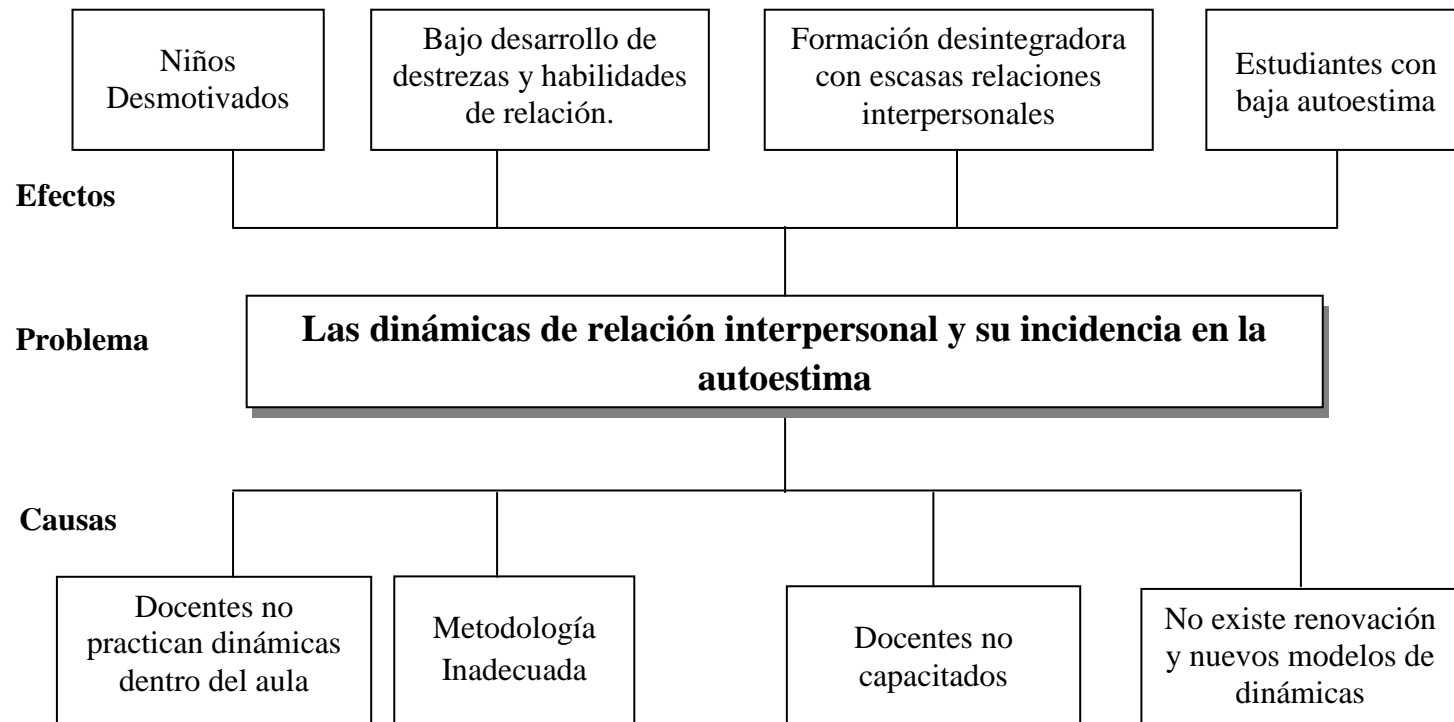 Niños
Desmotivados
Bajo desarrollo de
destrezas y habilidades
de relación.
Formación desintegradora
con escasas relaciones
interpersonales
Estudiantes con
baja autoestima
Efectos
Problema
Las dinámicas de relación interpersonal y su incidencia en la
autoestima
Causas
Docentes no
practican dinámicas
dentro del aula
Metodología
Inadecuada
Docentes no
capacitados
No existe renovación
y nuevos modelos de
dinámicas